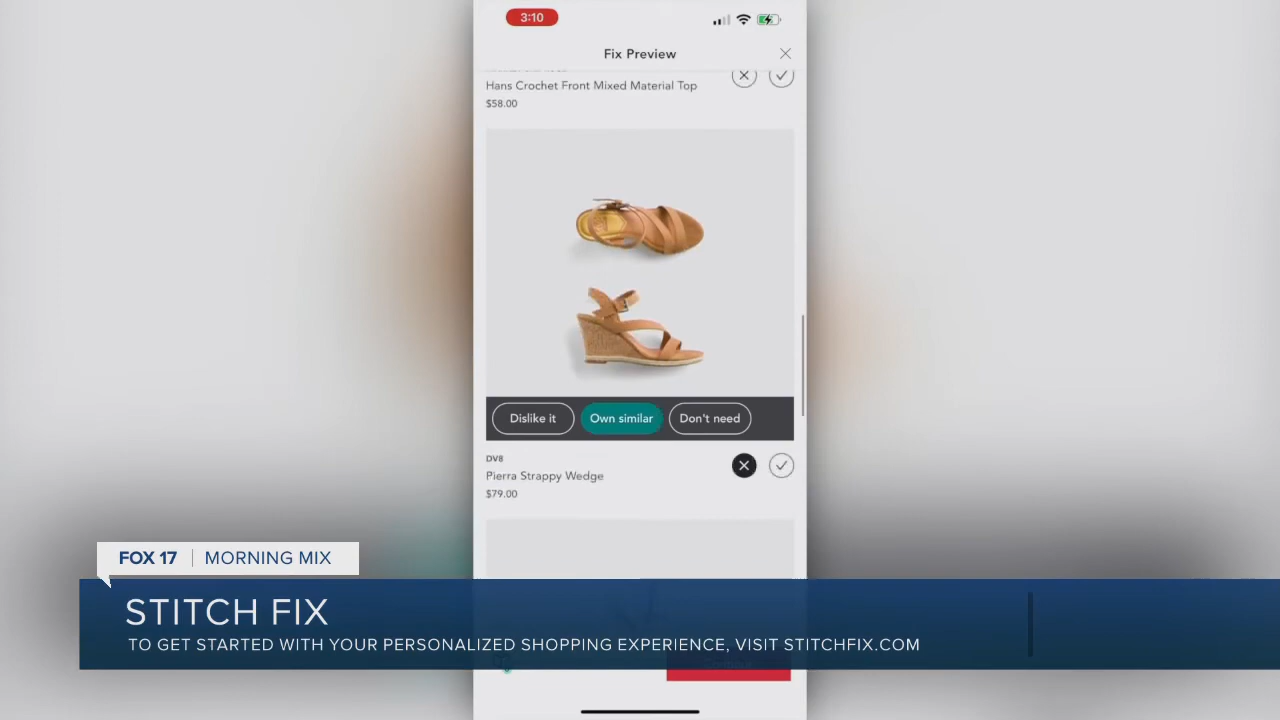 3:10
Fix Preview
Hans Crochet Front Mixed Material Top
$58.00
Dislike it
Own similar
Don't need
DV8
Pierra Strappy Wedge
$79.00
FOX 17 MORNING MIX
STITCH FIX
TO GET STARTED WITH YOUR PERSONALIZED SHOPPING EXPERIENCE, VISIT STITCHFIX.COM